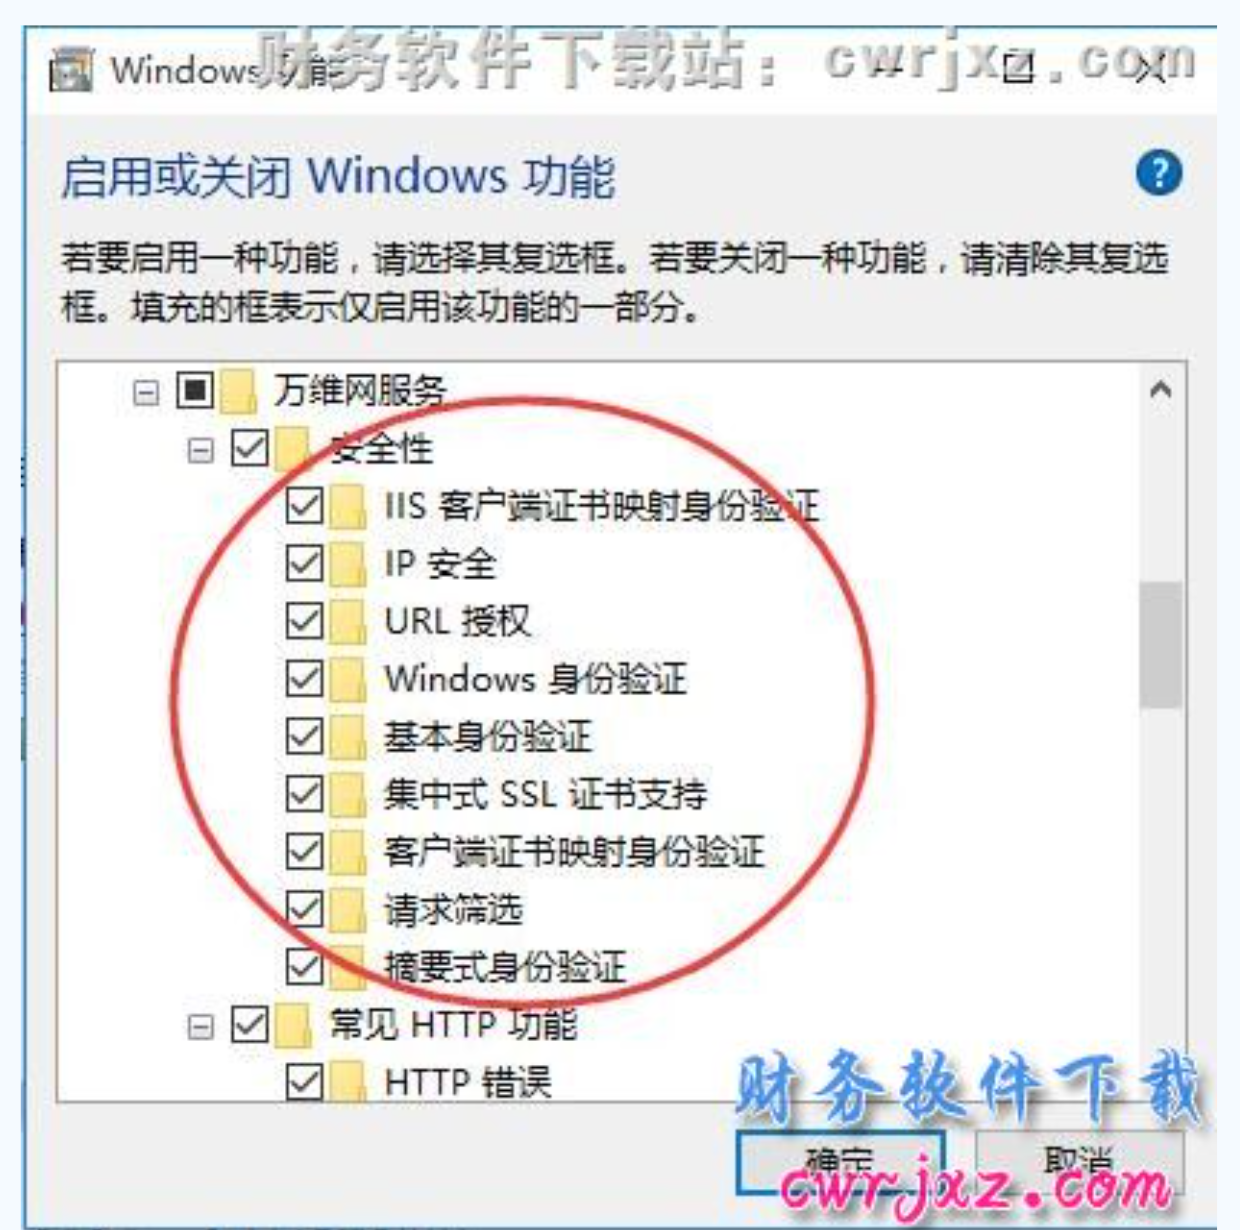 Windows 功能
财务软件下载站：cwrjxz.com
启用或关闭 Windows 功能
?
若要启用一种功能，请选择其复选框。若要关闭一种功能，请清除其复选
框。填充的框表示仅启用该功能的一部分。
万维网服务
安全性
IIS 客户端证书映射身份验证
IP 安全
URL 授权
Windows 身份验证
基本身份验证
集中式 SSL 证书支持
客户端证书映射身份验证
请求筛选
摘要式身份验证
常见 HTTP 功能
HTTP 错误
财务软件下载
确定
取消
cwrjxz.com